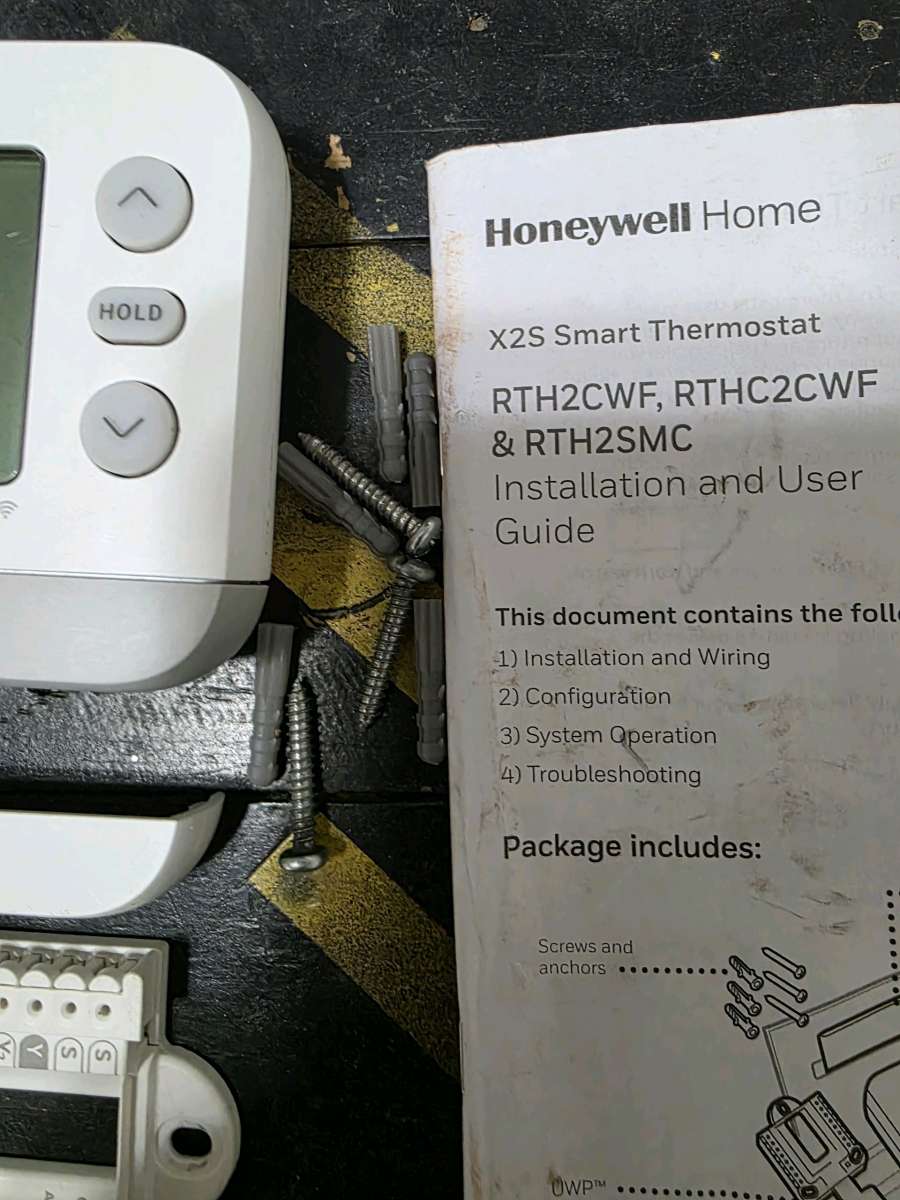 HOLD
Honeywell Home
X2S Smart Thermostat
RTH2CWF, RTHC2CWF
& RTH2SMC
Installation and User
Guide
This document contains the
1) Installation and Wiring
2) Configuration
3) System Operation
4) Troubleshooting
Package includes:
Screws and
anchors
UWP™
Y S S